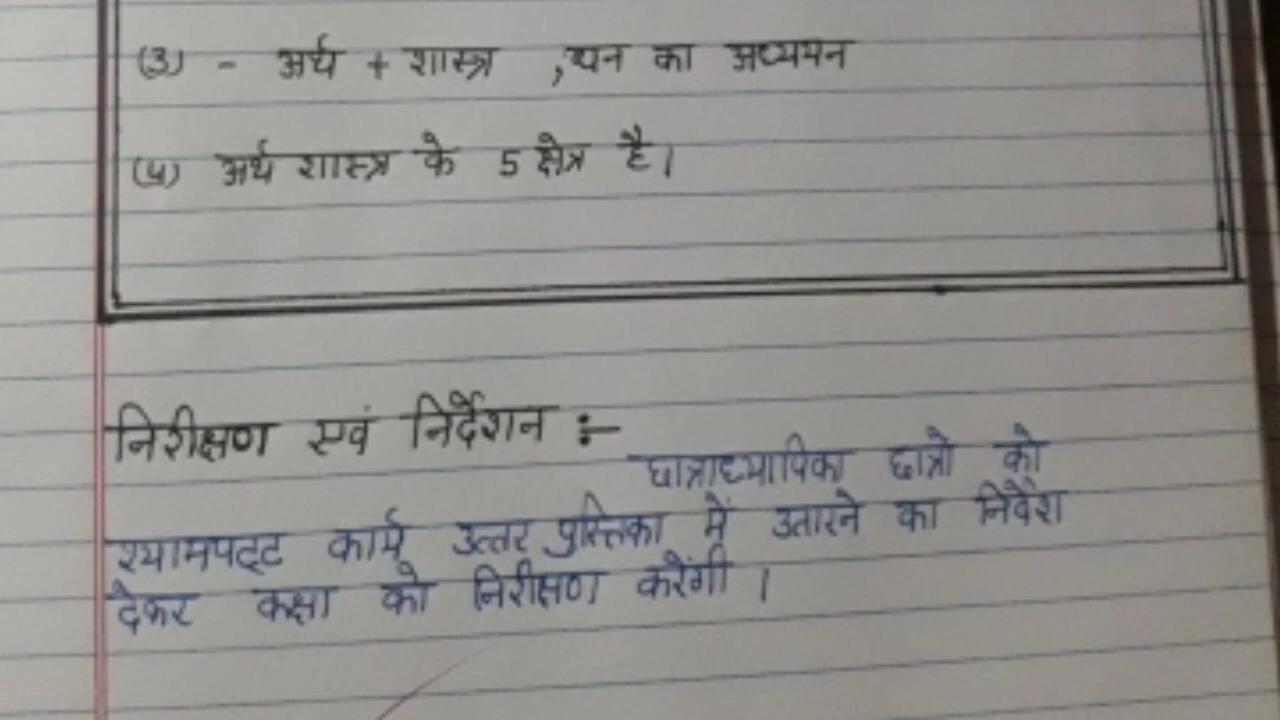 (3) - अर्थ + शास्त्र , धन का अध्ययन
(4) अर्थ शास्त्र के 5 क्षेत्र है।
निरीक्षण एवं निर्देशन :-
छात्राध्यापिका छात्रो को
श्यामपट्ट कार्य उत्तर पुस्तिका में उतारने का निर्देश
देकर कक्षा को निरीक्षण करेंगी ।